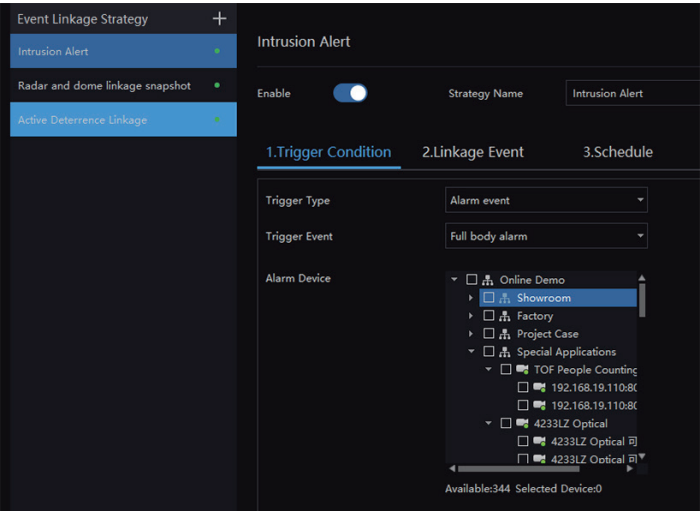 Event Linkage Strategy
Intrusion Alert
Radar and dome linkage snapshot
Active Deterrence Linkage
Intrusion Alert
Enable
Strategy Name
Intrusion Alert
1.Trigger Condition
2.Linkage Event
3.Schedule
Trigger Type
Alarm event
Trigger Event
Full body alarm
Alarm Device
Online Demo
Showroom
Factory
Project Case
Special Applications
TOF People Counting
192.168.19.110:80
192.168.19.110:80
4233LZ Optical
4233LZ Optical 可
4233LZ Optical 可
Available:344 Selected Device:0